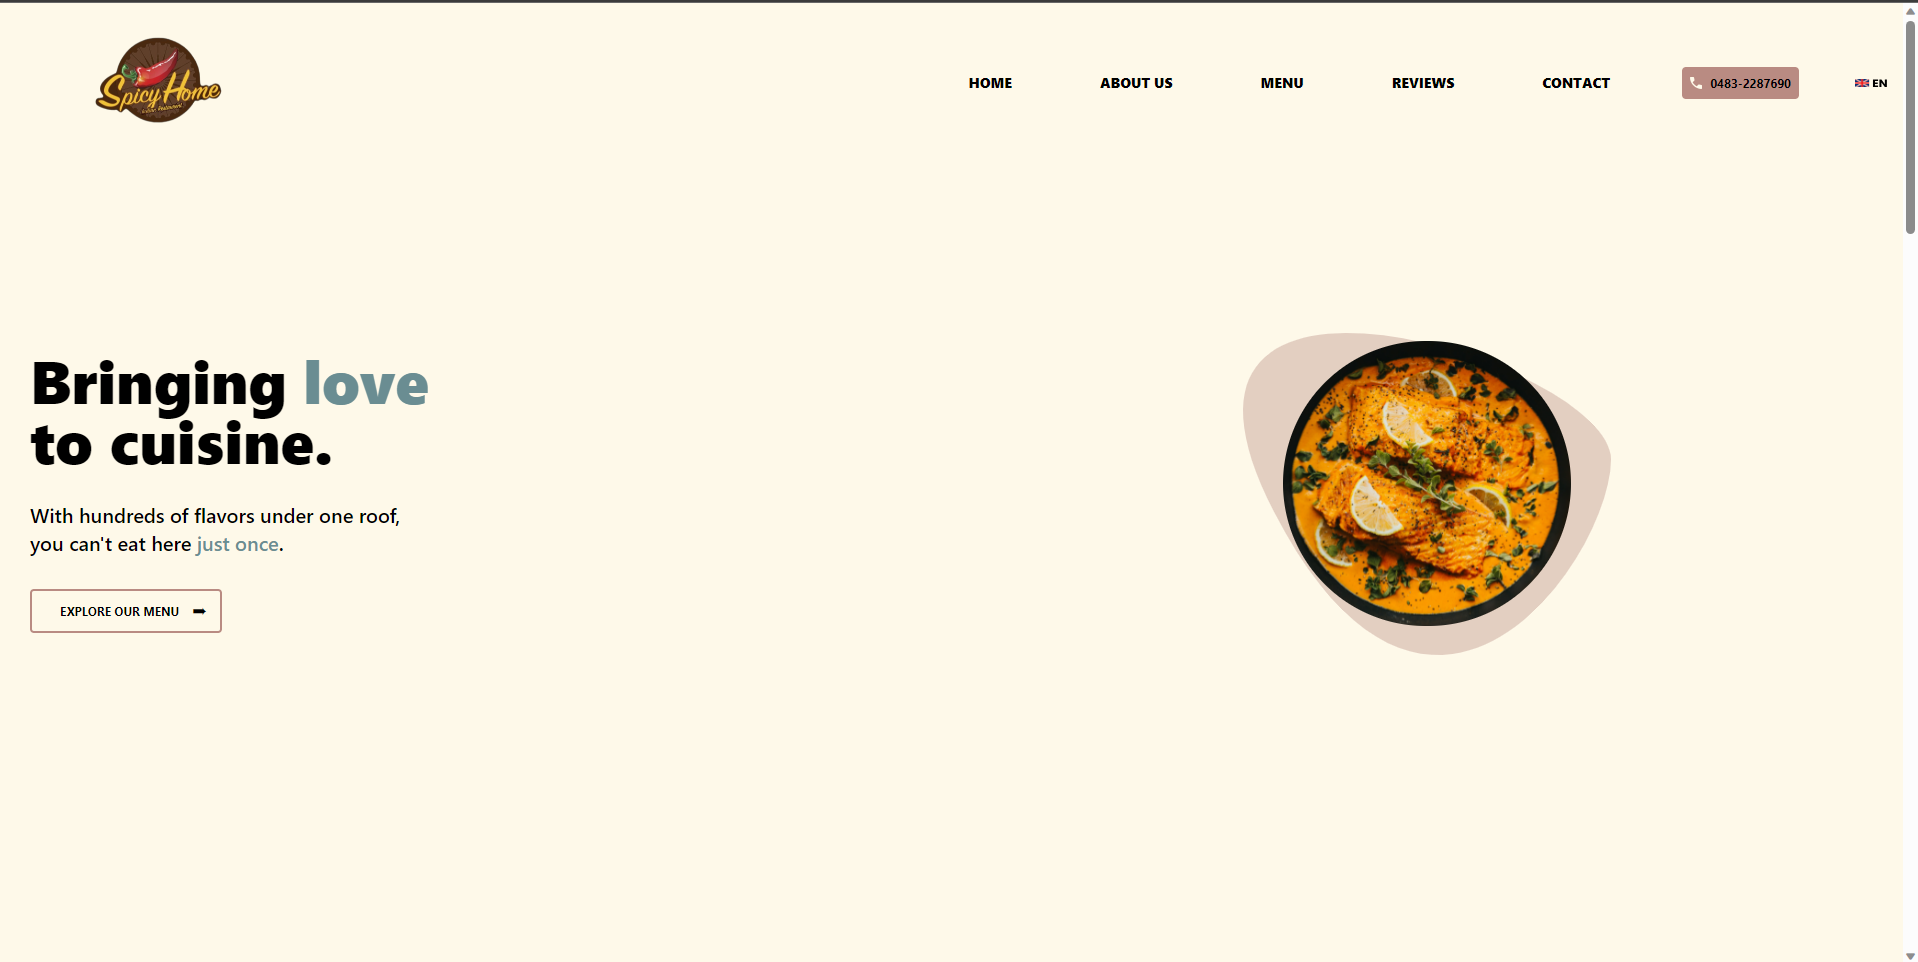 Spicy Home
HOME
ABOUT US
MENU
REVIEWS
CONTACT
0483-2287690
EN
Bringing love
to cuisine.
With hundreds of flavors under one roof,
you can't eat here just once.
EXPLORE OUR MENU